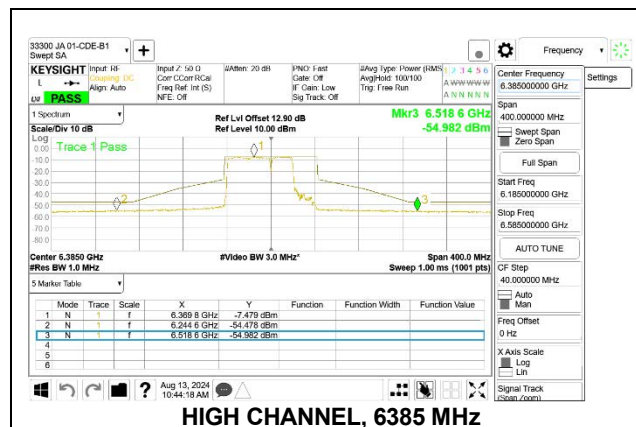 33300 JA 01-CDE-B1
Swept SA
Frequency
KEYSIGHT
L
PASS
Input: RF
Coupling: DC
Align: Auto
Input Z: 50 Ω
Corr CCorr RCal
Freq Ref: Int (S)
NFE: Off
#Atten: 20 dB
PNO: Fast
Gate: Off
IF Gain: Low
Sig Track: Off
#Avg Type: Power (RMS
Avg|Hold: 100/100
Trig: Free Run
1 2 3 4 5 6
A W W W W W
A N N N N N
1 Spectrum
Scale/Div 10 dB
Ref Lvl Offset 12.90 dB
Ref Level 10.00 dBm
Mkr3 6.518 6 GHz
-54.982 dBm
Log
Trace 1 Pass
0.00
-10.0
-20.0
-30.0
-40.0
-50.0
-60.0
-70.0
-80.0
1
2
3
Center 6.3850 GHz
#Res BW 1.0 MHz
#Video BW 3.0 MHz*
Span 400.0 MHz
Sweep 1.00 ms (1001 pts)
5 Marker Table
Mode Trace Scale X Y Function Function Width Function Value
1 N 1 f 6.369 8 GHz -7.479 dBm
2 N 1 f 6.244 6 GHz -54.478 dBm
3 N 1 f 6.518 6 GHz -54.982 dBm
4
5
6
Aug 13, 2024
10:44:18 AM
Center Frequency
6.385000000 GHz
Settings
Span
400.000000 MHz
Swept Span
Zero Span
Full Span
Start Freq
6.185000000 GHz
Stop Freq
6.585000000 GHz
AUTO TUNE
CF Step
40.000000 MHz
Auto
Man
Freq Offset
0 Hz
X Axis Scale
Log
Lin
Signal Track
(Span Zoom)
HIGH CHANNEL, 6385 MHz